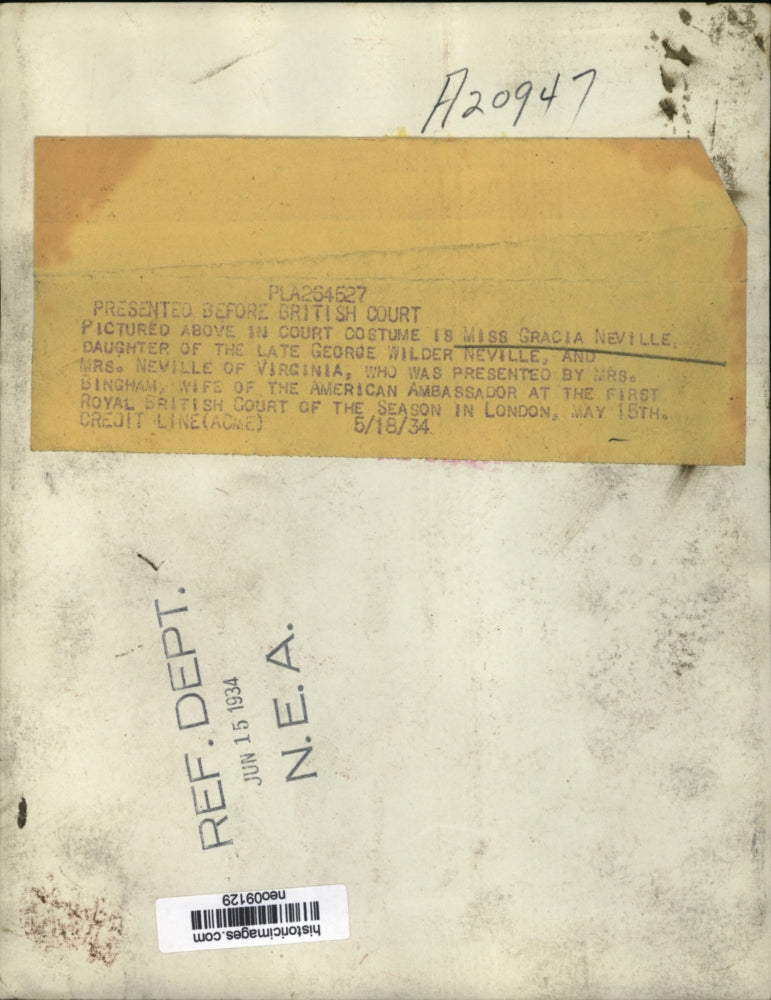 A20947
PLA264627
PRESENTED BEFORE BRITISH COURT
PICTURED ABOVE IN COURT COSTUME IS MISS GRACIA NEVILLE,
DAUGHTER OF THE LATE GEORGE WILDER NEVILLE, AND
MRS. NEVILLE OF VIRGINIA, WHO WAS PRESENTED BY MRS.
BINGHAM, WIFE OF THE AMERICAN AMBASSADOR AT THE FIRST
ROYAL BRITISH COURT OF THE SEASON IN LONDON, MAY 15TH.
CREDIT LINE(ACME) 5/18/34
REF. DEPT.
JUN 15 1934
N.E.A.
historicimages.com
neo09129